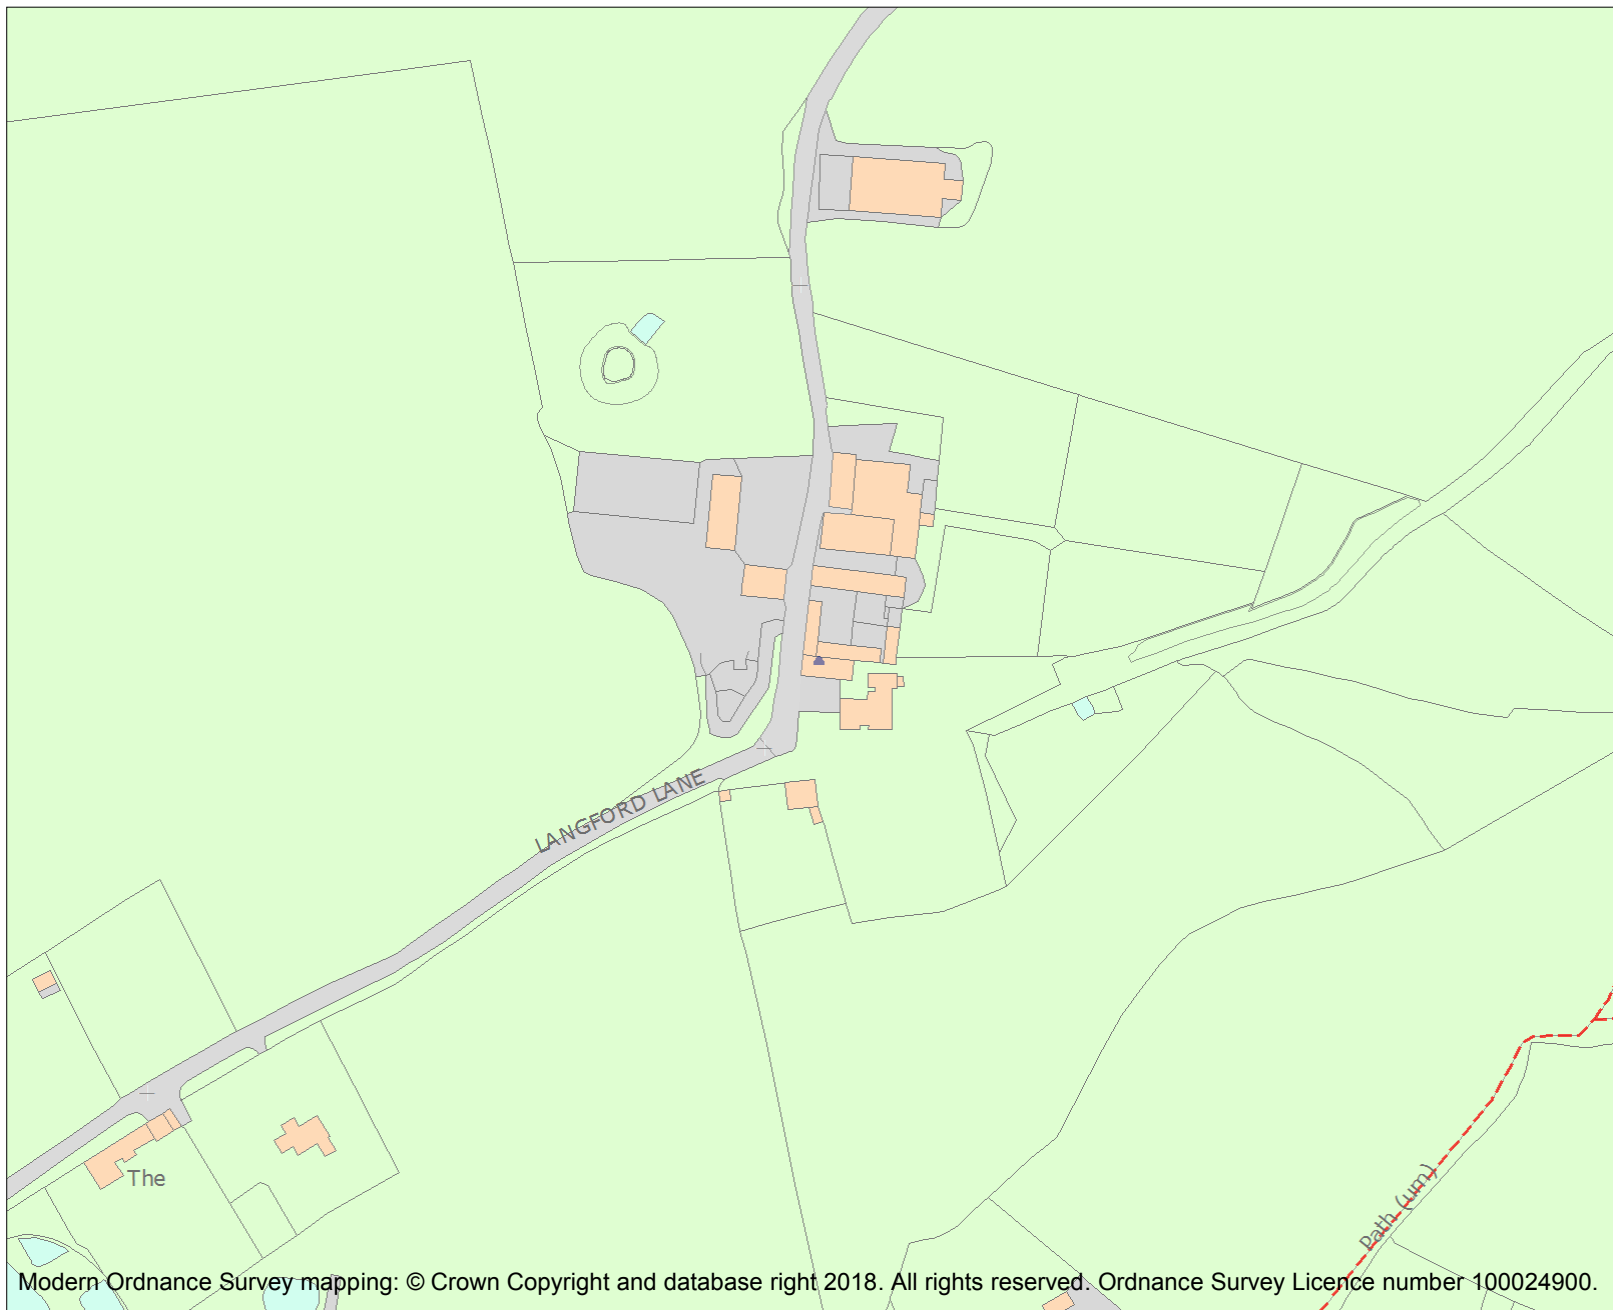 LANGFORD LANE
The
Path (um)
Modern Ordnance Survey mapping: © Crown Copyright and database right 2018. All rights reserved. Ordnance Survey Licence number 100024900.